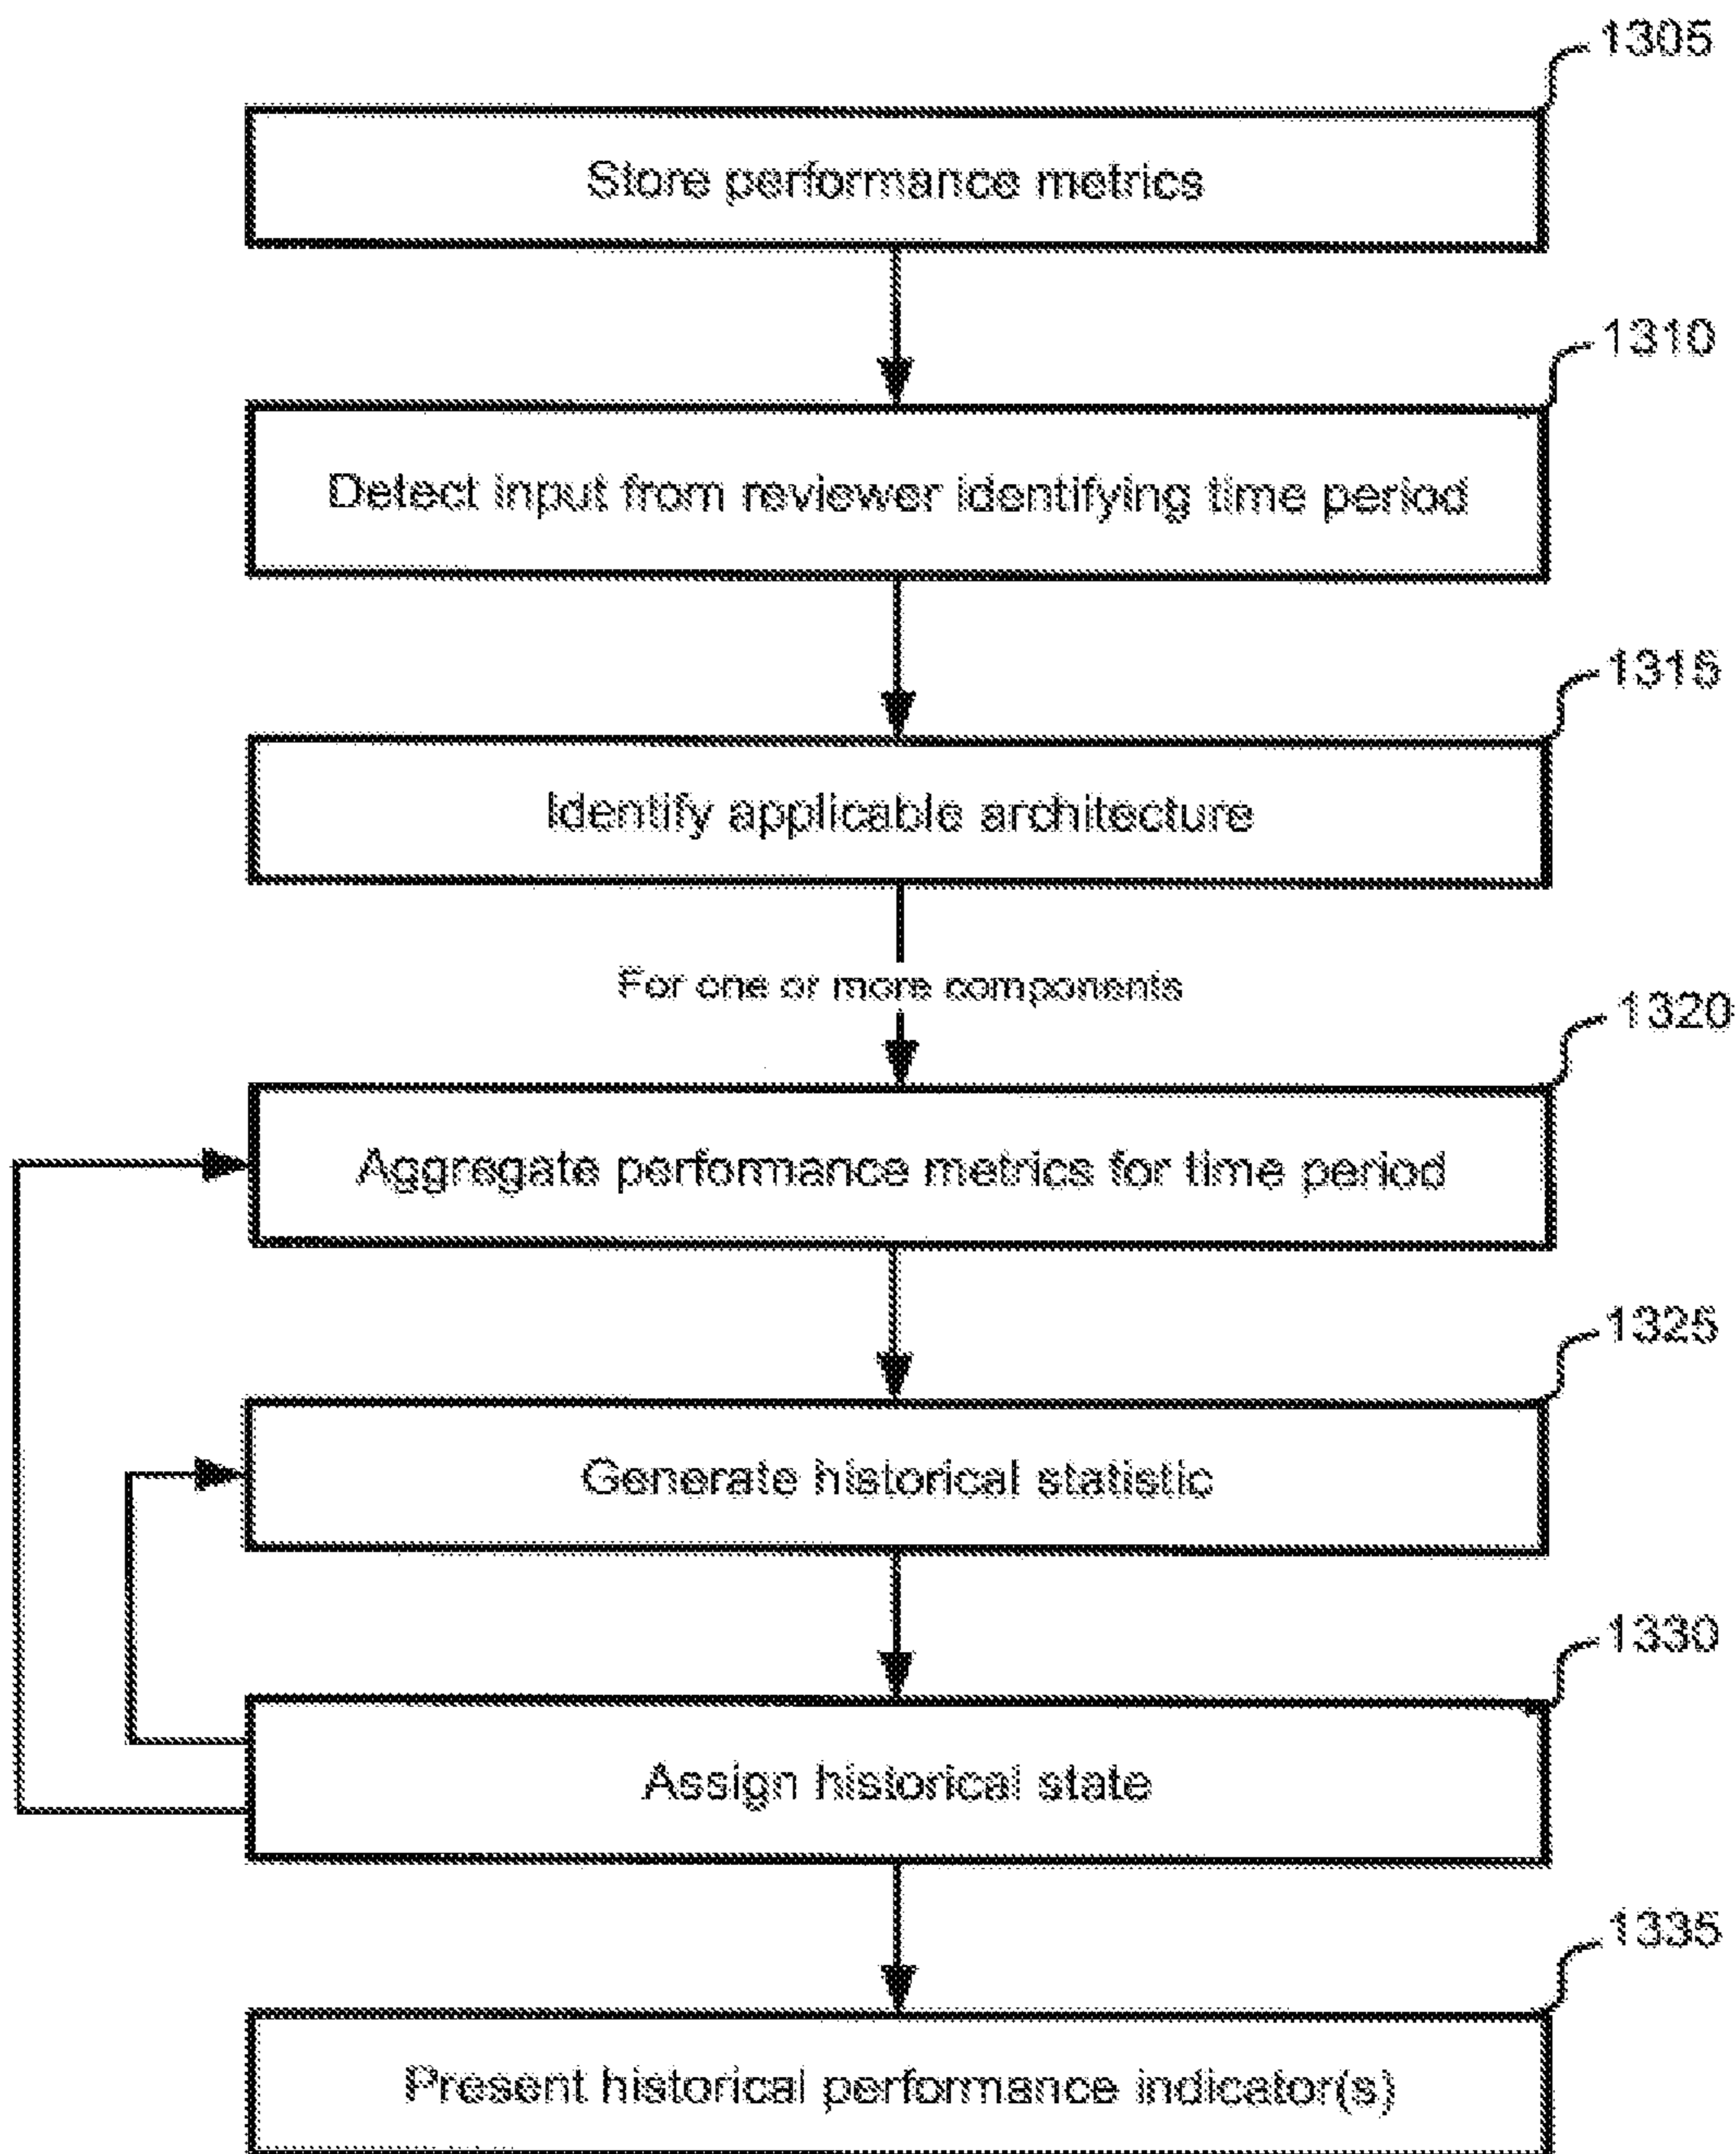 1305
Store performance metrics
1310
Detect input from reviewer identifying time period
1315
Identify applicable architecture
For one or more components
1320
Aggregate performance metrics for time period
1325
Generate historical statistic
1330
Assign historical state
1335
Present historical performance indicator(s)